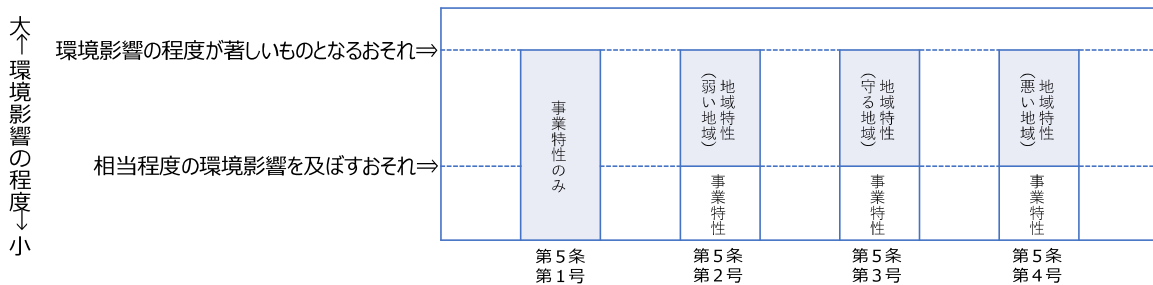 大←環境影響の程度→小
環境影響の程度が著しいものとなるおそれ⇒
相当程度の環境影響を及ぼすおそれ⇒
事業特性のみ
地域特性
(弱い地域)
事業特性
地域特性
(守る地域)
事業特性
地域特性
(悪い地域)
事業特性
第5条
第1号
第5条
第2号
第5条
第3号
第5条
第4号